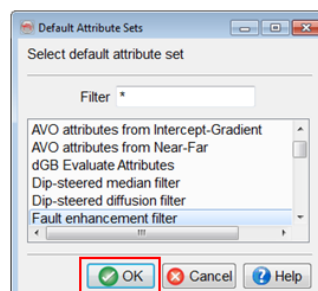 Default Attribute Sets
Select default attribute set
Filter *
AVO attributes from Intercept-Gradient
AVO attributes from Near-Far
dGB Evaluate Attributes
Dip-steered median filter
Dip-steered diffusion filter
Fault enhancement filter
OK Cancel Help